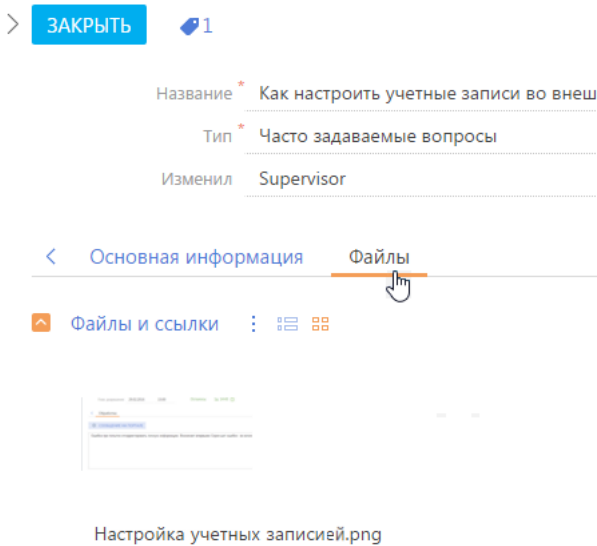 ЗАКРЫТЬ 1
Название * Как настроить учетные записи во внеш
Тип * Часто задаваемые вопросы
Изменил Supervisor
Основная информация Файлы
Файлы и ссылки
Настройка учетных записией.png